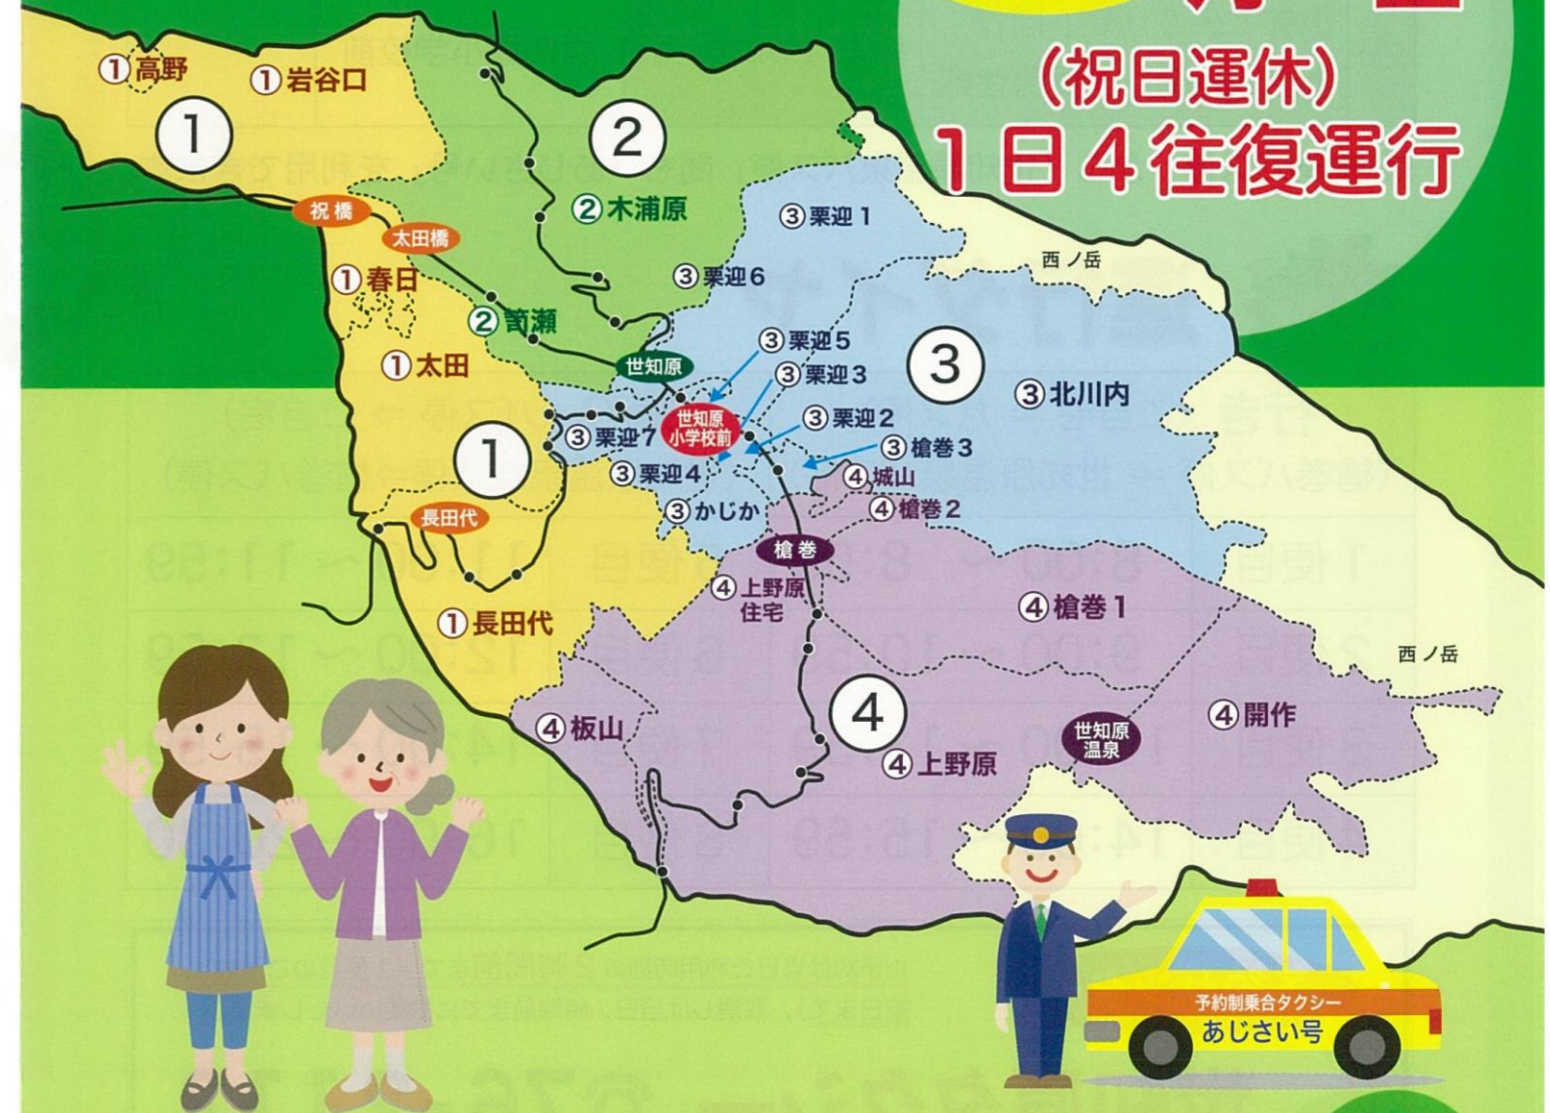 （祝日運休）
1日4往復運行
①高野
①岩谷口
1
2
②木浦原
③栗迎1
祝橋
太田橋
西ノ岳
①春日
③栗迎6
②筒瀬
③栗迎5
①太田
世知原
③栗迎3
3
③北川内
世知原
小学校前
③栗迎2
③栗迎7
③槍巻3
1
③栗迎4
④城山
③かじか
④槍巻2
長田代
槍巻
④上野原
住宅
④槍巻1
①長田代
西ノ岳
④板山
4
④開作
世知原
温泉
④上野原
予約制乗合タクシー
あじさい号